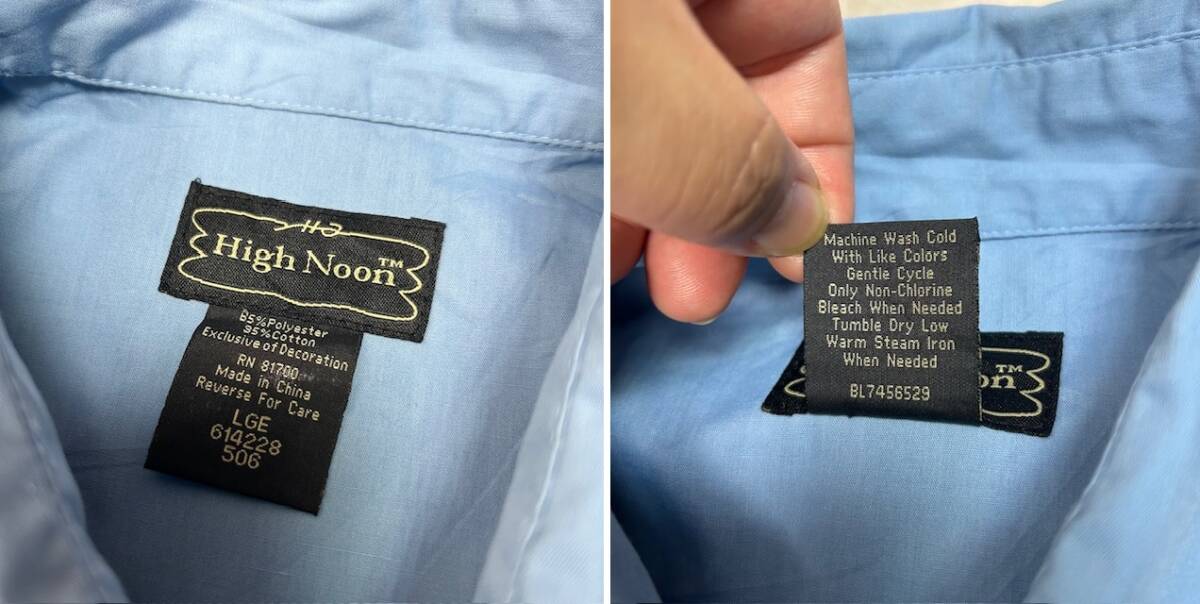 HJ
High Noon™
65%Polyester
35%Cotton
Exclusive of Decoration
RN 81700
Made in China
Reverse For Care
LGE
614228
506
Machine Wash Cold
With Like Colors
Gentle Cycle
Only Non-Chlorine
Bleach When Needed
Tumble Dry Low
Warm Steam Iron
When Needed
BL7456529
on™